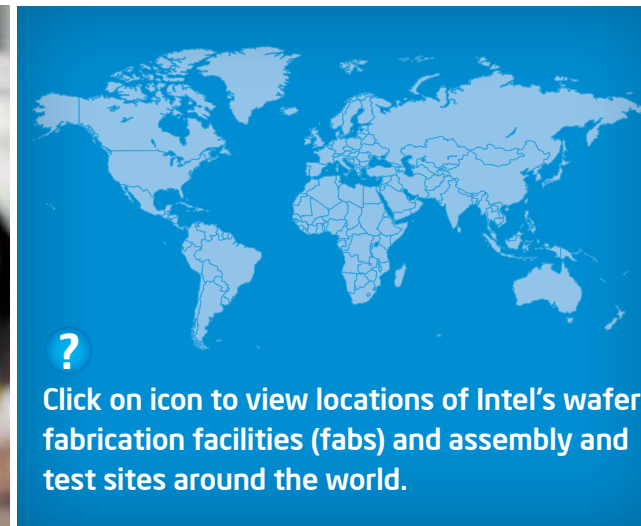 ?
Click on icon to view locations of Intel's wafer
fabrication facilities (fabs) and assembly and
test sites around the world.